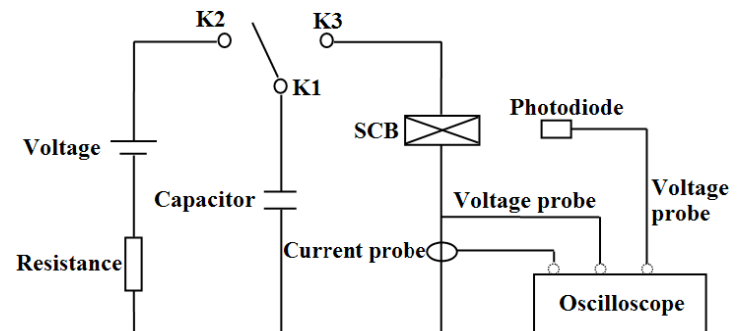 K2
K3
K1
Photodiode
SCB
Voltage
Capacitor
Voltage probe
Voltage
probe
Current probe
Resistance
Oscilloscope